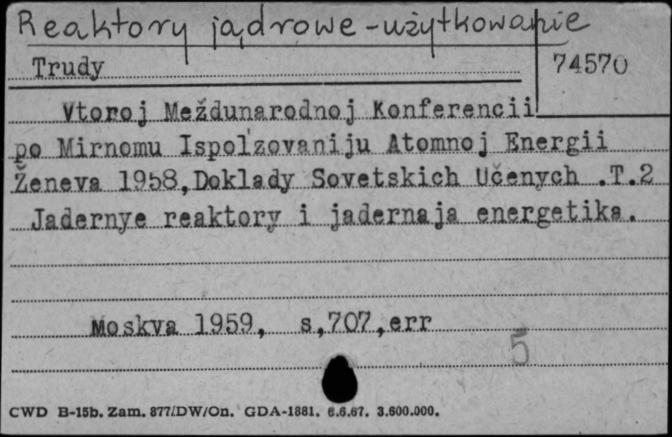 Reaktory jądrowe-użytkowanie
Trudy
74570
Vtoroj Meždunarodnoj Konferencii
po Mirnomu Ispol'zovaniju Atomnoj Energii
Ženeva 1958,Doklady Sovetskich Učenych .T.2
Jadernye reaktory i jadernaja energetika.
Moskva 1959, s,707,err
5
CWD B-15b. Zam. 877/DW/On. GDA-1881. 6.6.67. 3.600.000.